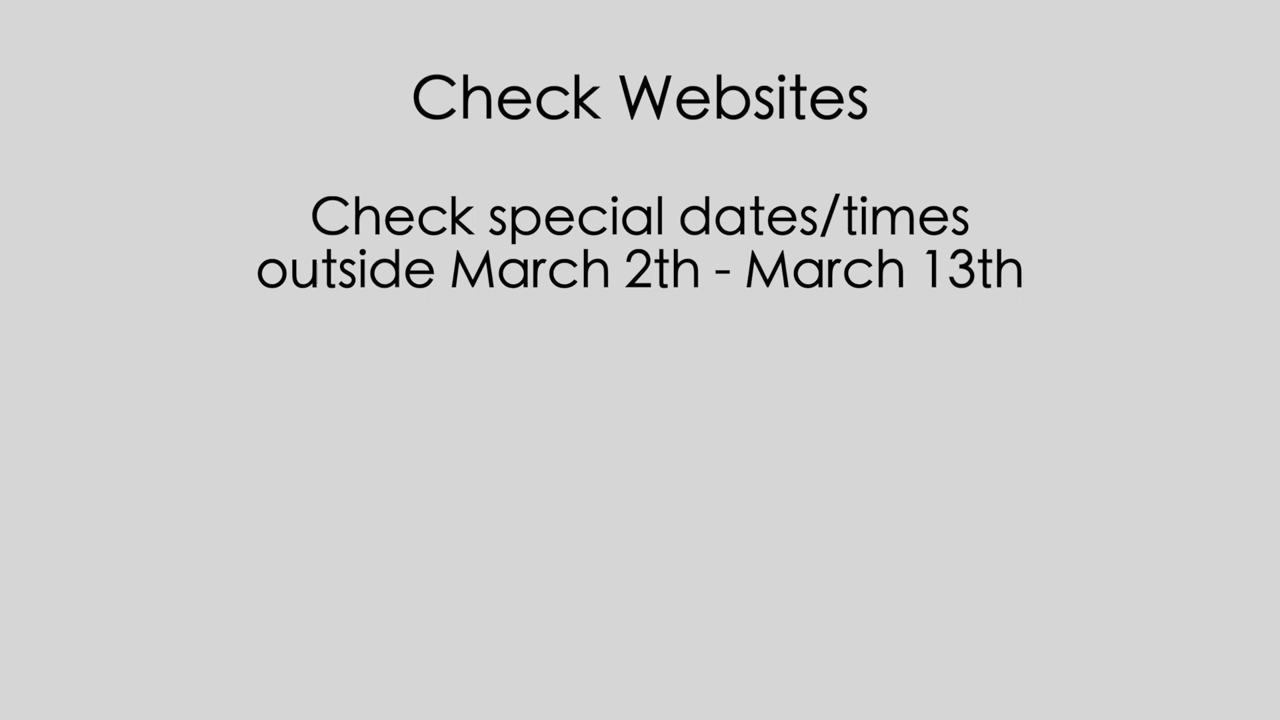 Check Websites
Check special dates/times
outside March 2th - March 13th